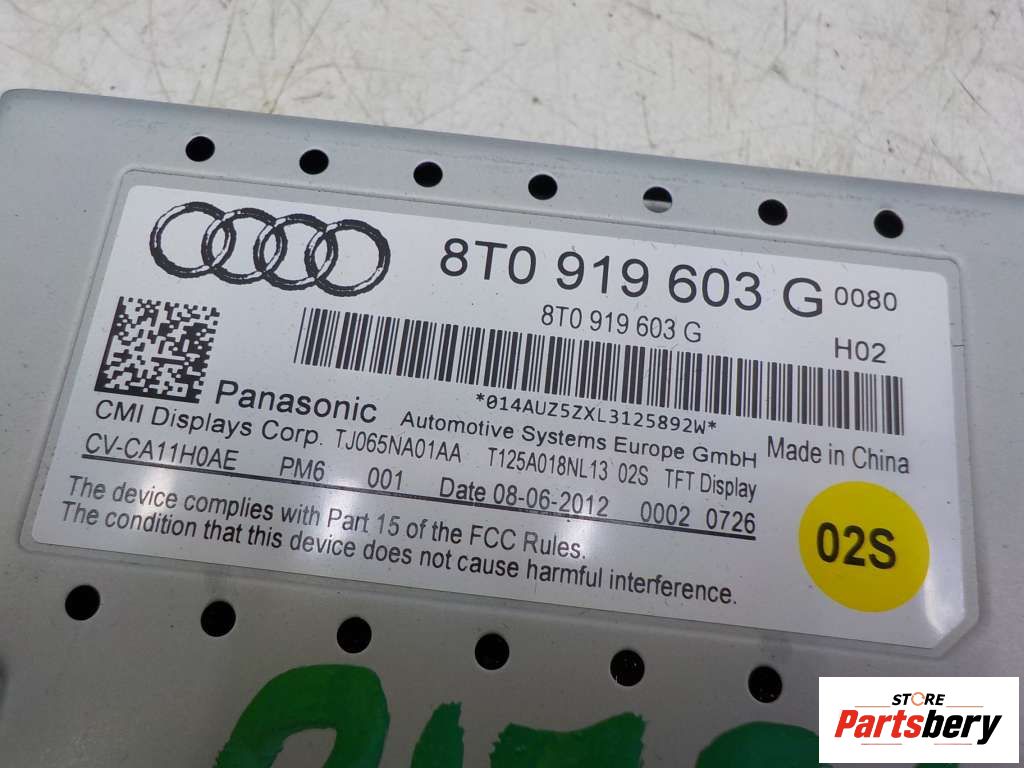 8T0 919 603 G 0080
8T0 919 603 G
H02
*014AUZ5ZXL3125892W*
Panasonic Automotive Systems Europe GmbH Made in China
CMI Displays Corp. TJ065NA01AA T125A018NL13 02S TFT Display
CV-CA11H0AE PM6 001 Date 08-06-2012 0002 0726
The device complies with Part 15 of the FCC Rules.
The condition that this device does not cause harmful interference.
02S
STORE
Partsbery